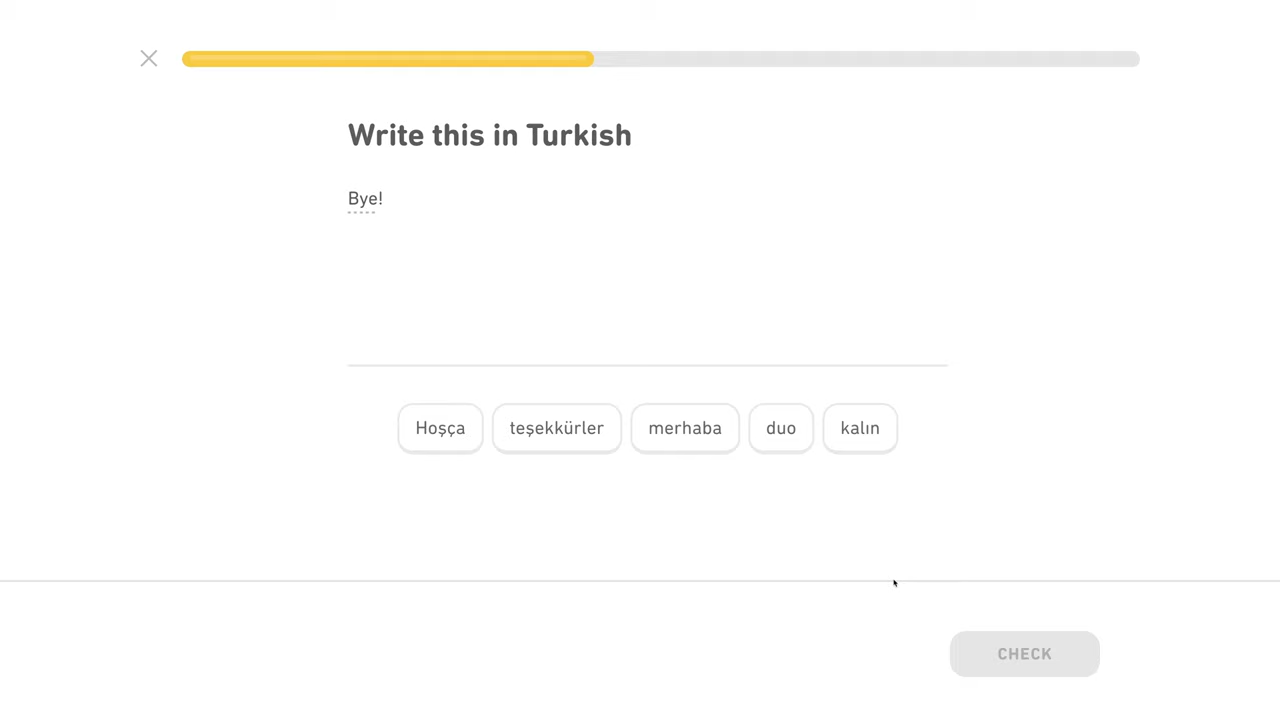 Write this in Turkish
Bye!
Hoşça teşekkürler merhaba duo kalın
CHECK